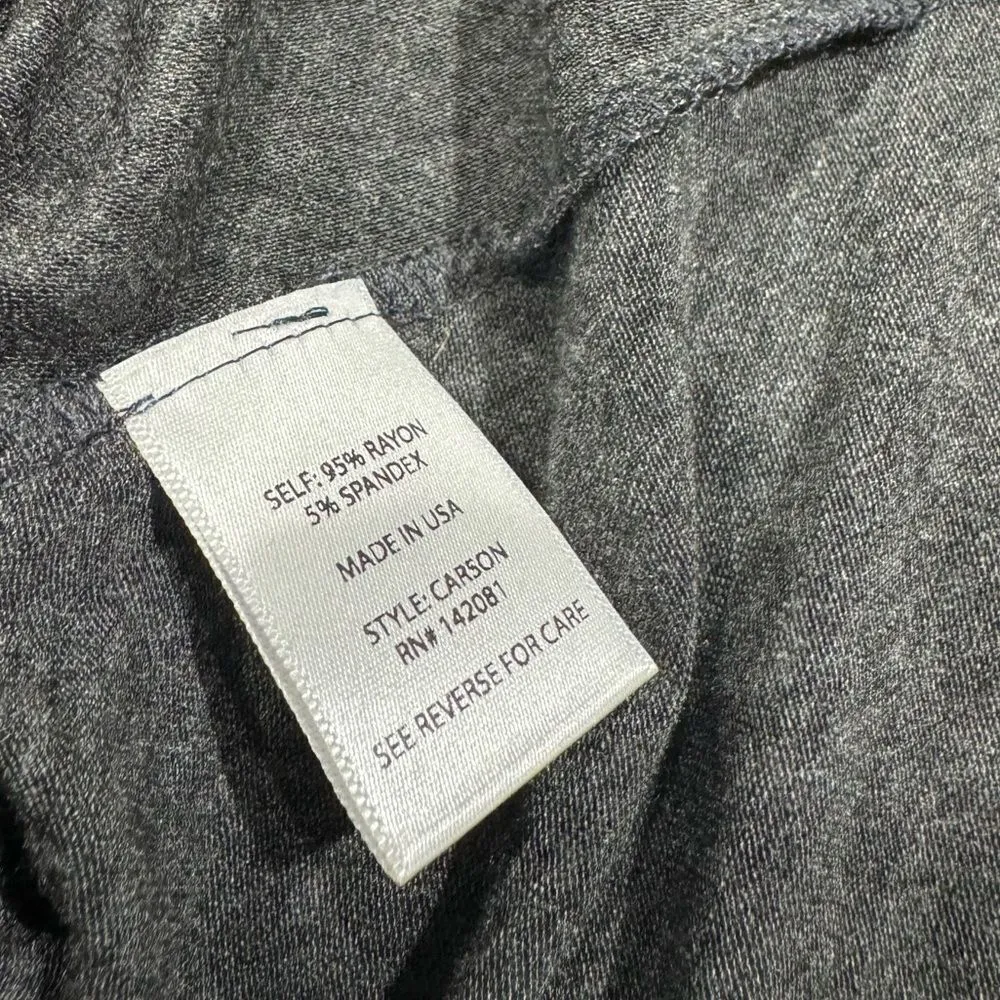 SELF: 95% RAYON
5% SPANDEX
MADE IN USA
STYLE: CARSON
RN# 142081
SEE REVERSE FOR CARE